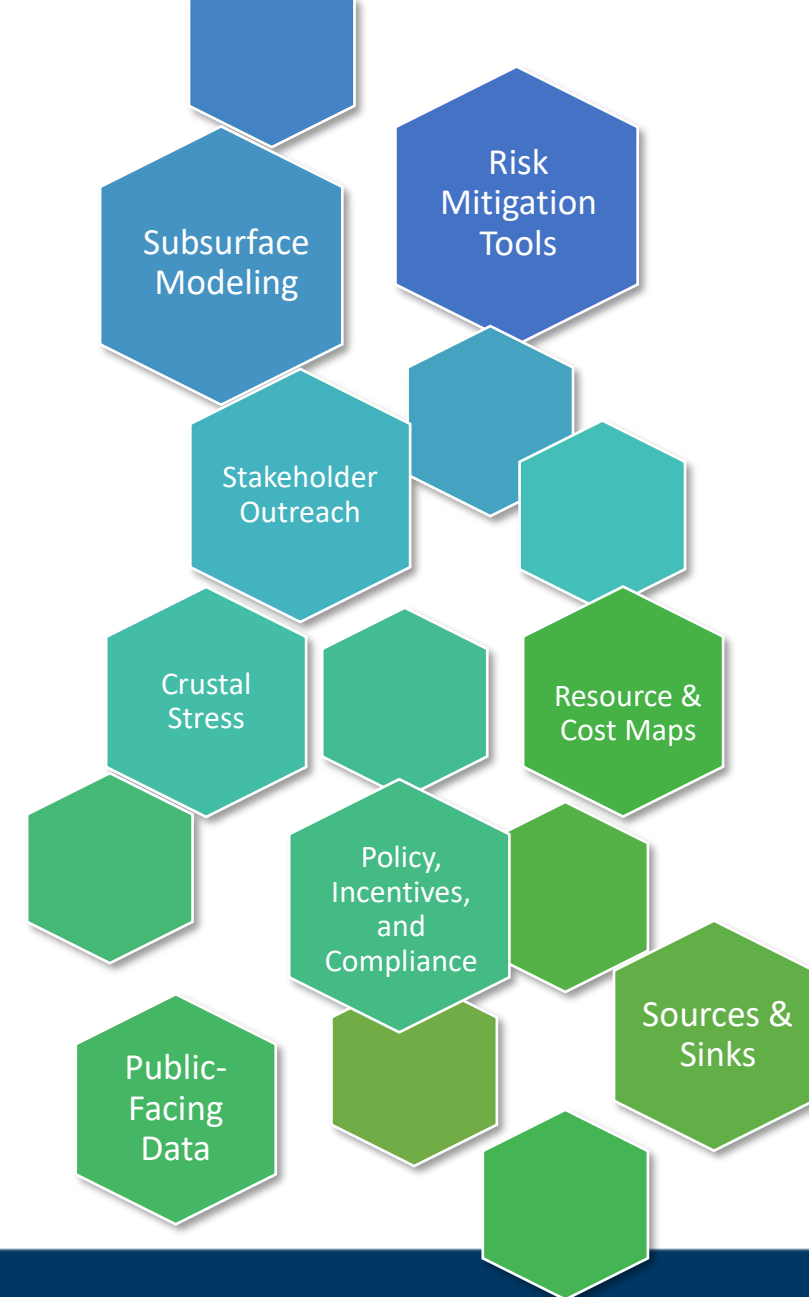 Risk
Mitigation
Tools
Subsurface
Modeling
Stakeholder
Outreach
Crustal
Stress
Resource &
Cost Maps
Policy,
Incentives,
and
Compliance
Sources &
Sinks
Public-
Facing
Data